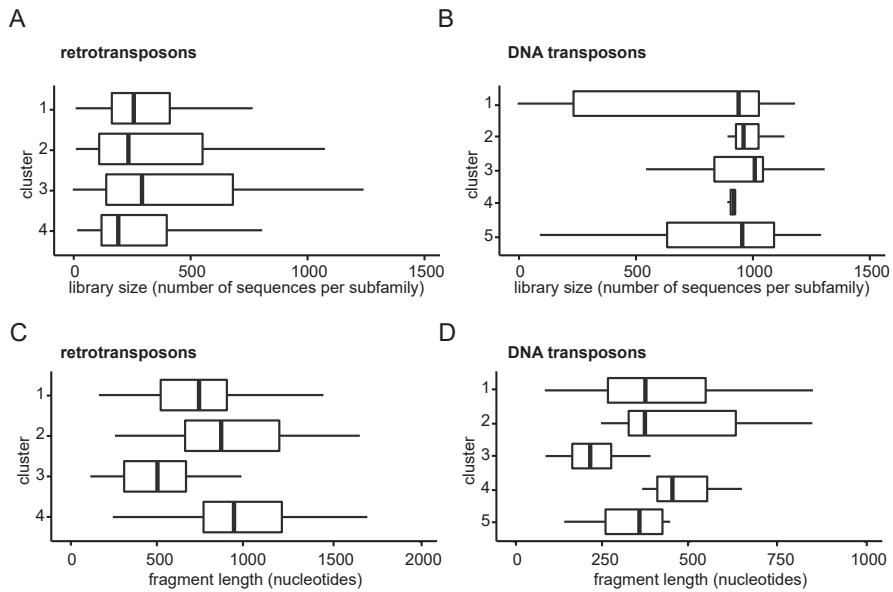 A
retrotransposons
cluster
1
2
3
4
0 500 1000 1500
library size (number of sequences per subfamily)
B
DNA transposons
cluster
1
2
3
4
5
0 500 1000 1500
library size (number of sequences per subfamily)
C
retrotransposons
cluster
1
2
3
4
0 500 1000 1500 2000
fragment length (nucleotides)
D
DNA transposons
cluster
1
2
3
4
5
0 250 500 750 1000
fragment length (nucleotides)